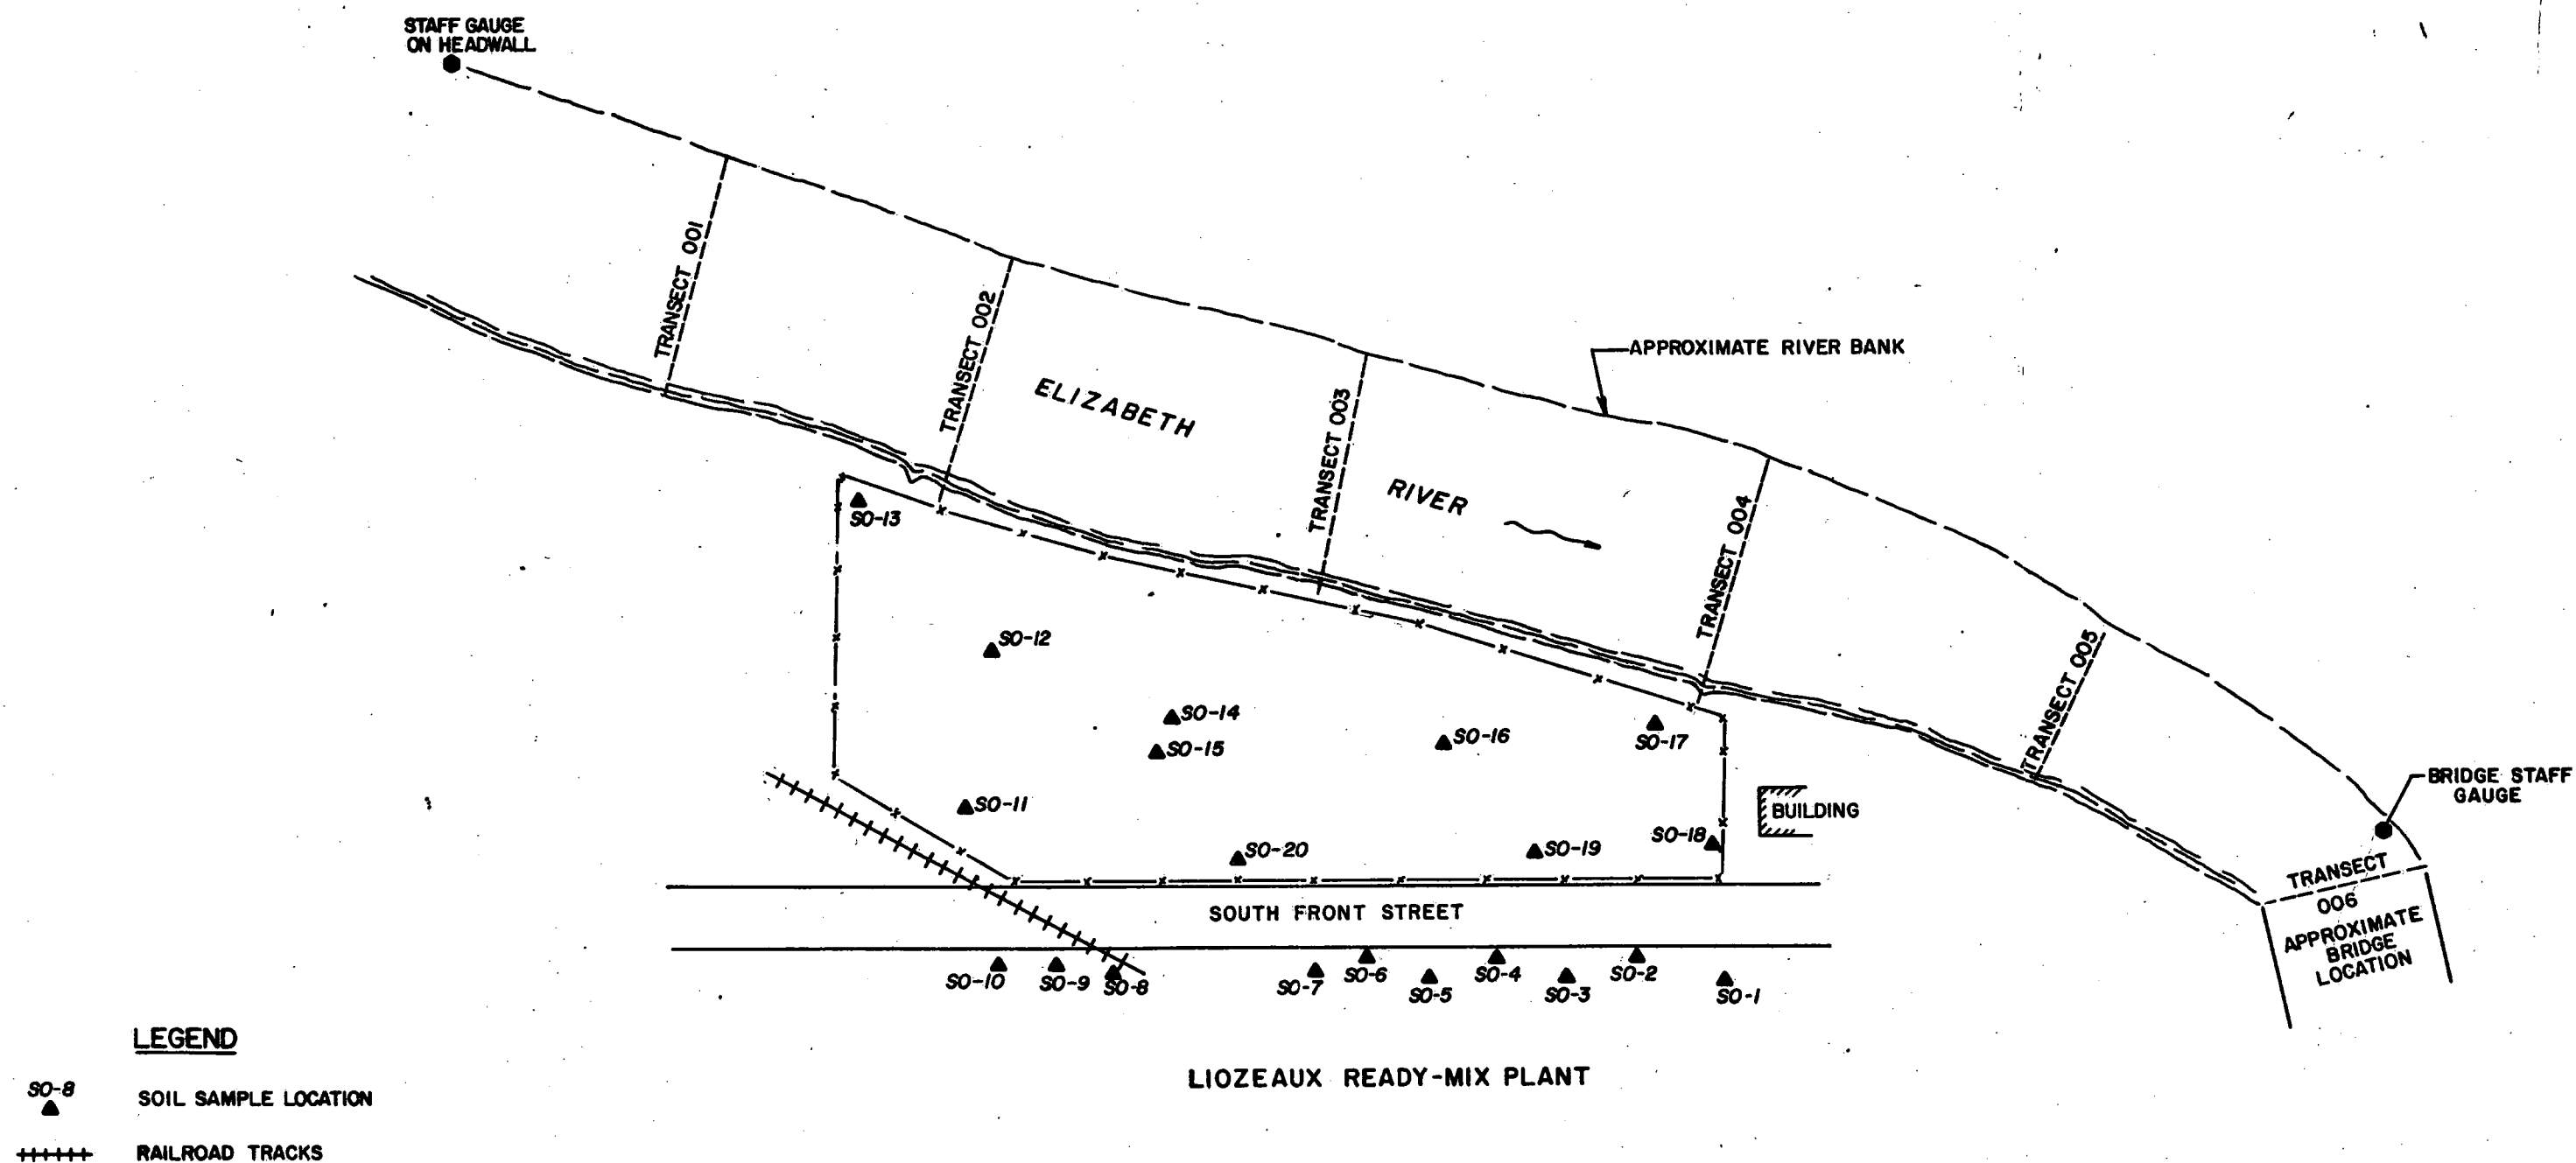 STAFF GAUGE
ON HEADWALL
TRANSECT 001
TRANSECT 002
ELIZABETH
TRANSECT 003
APPROXIMATE RIVER BANK
RIVER
TRANSECT 004
TRANSECT 005
SO-13
SO-12
SO-14
SO-15
SO-16
SO-17
SO-11
BUILDING
BRIDGE STAFF
GAUGE
SO-18
SO-20
SO-19
TRANSECT
006
APPROXIMATE
BRIDGE
LOCATION
SOUTH FRONT STREET
SO-10
SO-9
SO-8
SO-7
SO-6
SO-5
SO-4
SO-3
SO-2
SO-1
LIOZEAUX READY-MIX PLANT
LEGEND
SO-8
SOIL SAMPLE LOCATION
RAILROAD TRACKS